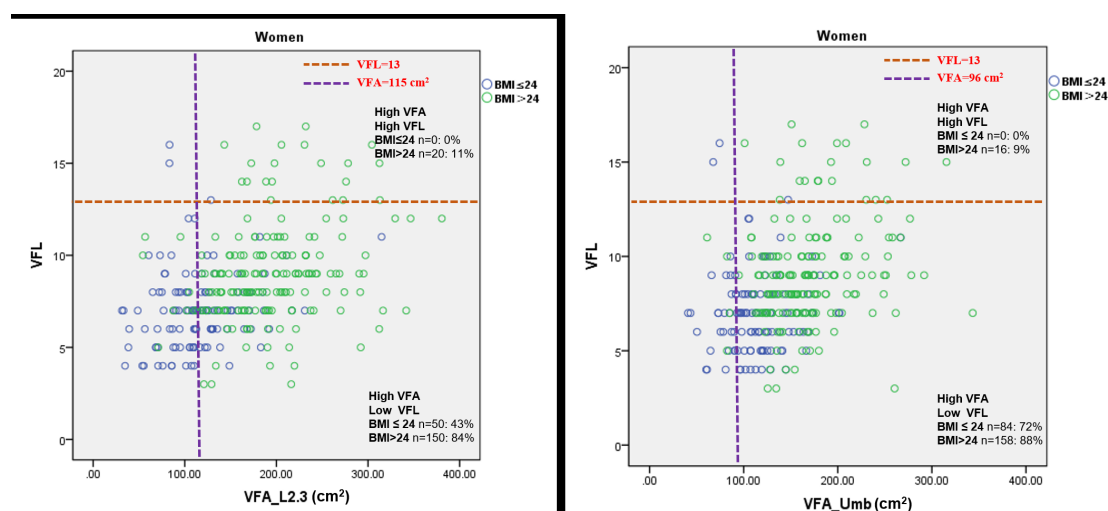 Women
VFL=13
VFA=115 cm²
BMI≤24
BMI>24
High VFA
High VFL
BMI≤24 n=0: 0%
BMI>24 n=20: 11%
20
15
10
5
0
VFL
High VFA
Low VFL
BMI ≤ 24 n=50: 43%
BMI>24 n=150: 84%
.00 100.00 200.00 300.00 400.00
VFA_L2.3 (cm²)
Women
VFL=13
VFA=96 cm²
BMI≤24
BMI>24
High VFA
High VFL
BMI ≤ 24 n=0: 0%
BMI>24 n=16: 9%
20
15
10
5
0
VFL
High VFA
Low VFL
BMI ≤ 24 n=84: 72%
BMI>24 n=158: 88%
.00 100.00 200.00 300.00 400.00
VFA_Umb (cm²)